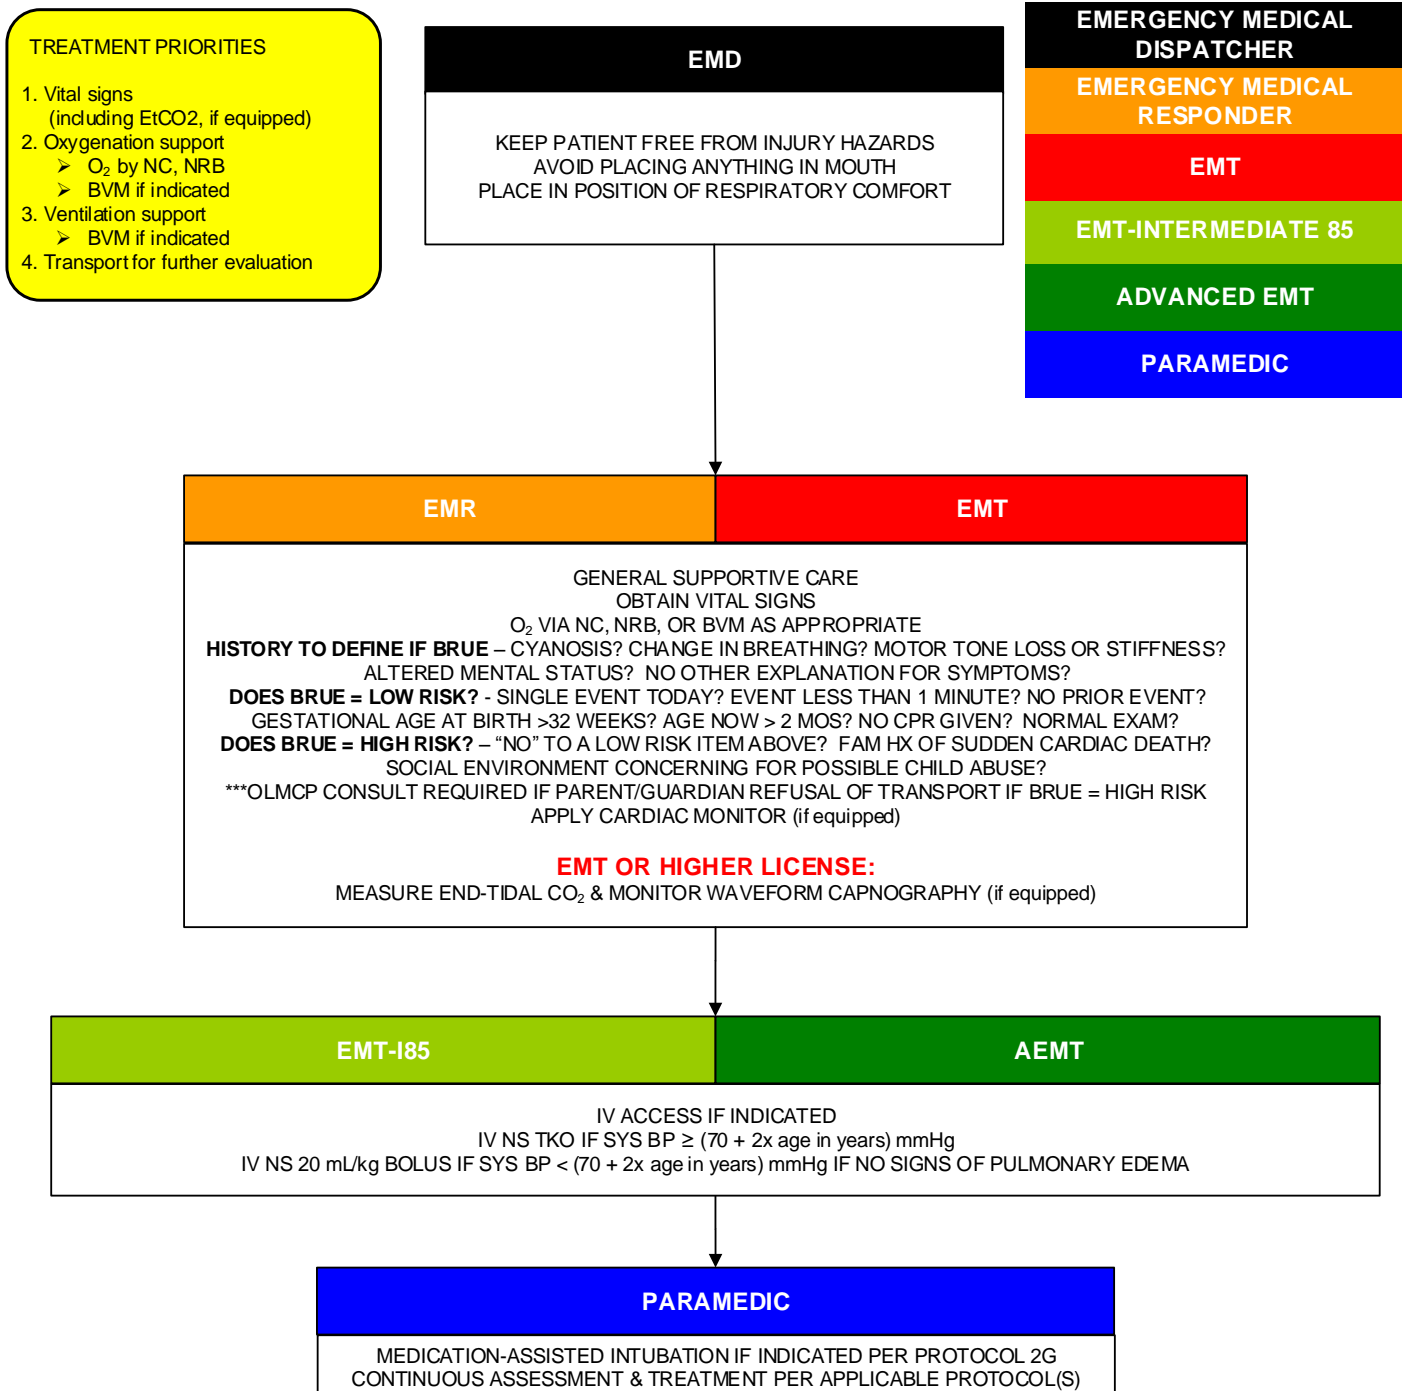 TREATMENT PRIORITIES
1. Vital signs
(including EtCO2, if equipped)
2. Oxygenation support
➢ O₂ by NC, NRB
➢ BVM if indicated
3. Ventilation support
➢ BVM if indicated
4. Transport for further evaluation
EMD
KEEP PATIENT FREE FROM INJURY HAZARDS
AVOID PLACING ANYTHING IN MOUTH
PLACE IN POSITION OF RESPIRATORY COMFORT
EMERGENCY MEDICAL
DISPATCHER
EMERGENCY MEDICAL
RESPONDER
EMT
EMT-INTERMEDIATE 85
ADVANCED EMT
PARAMEDIC
EMR
EMT
GENERAL SUPPORTIVE CARE
OBTAIN VITAL SIGNS
O₂ VIA NC, NRB, OR BVM AS APPROPRIATE
HISTORY TO DEFINE IF BRUE – CYANOSIS? CHANGE IN BREATHING? MOTOR TONE LOSS OR STIFFNESS?
ALTERED MENTAL STATUS? NO OTHER EXPLANATION FOR SYMPTOMS?
DOES BRUE = LOW RISK? - SINGLE EVENT TODAY? EVENT LESS THAN 1 MINUTE? NO PRIOR EVENT?
GESTATIONAL AGE AT BIRTH >32 WEEKS? AGE NOW > 2 MOS? NO CPR GIVEN? NORMAL EXAM?
DOES BRUE = HIGH RISK? – “NO” TO A LOW RISK ITEM ABOVE? FAM HX OF SUDDEN CARDIAC DEATH?
SOCIAL ENVIRONMENT CONCERNING FOR POSSIBLE CHILD ABUSE?
***OLMCP CONSULT REQUIRED IF PARENT/GUARDIAN REFUSAL OF TRANSPORT IF BRUE = HIGH RISK
APPLY CARDIAC MONITOR (if equipped)
EMT OR HIGHER LICENSE:
MEASURE END-TIDAL CO₂ & MONITOR WAVEFORM CAPNOGRAPHY (if equipped)
EMT-I85
AEMT
IV ACCESS IF INDICATED
IV NS TKO IF SYS BP ≥ (70 + 2x age in years) mmHg
IV NS 20 mL/kg BOLUS IF SYS BP < (70 + 2x age in years) mmHg IF NO SIGNS OF PULMONARY EDEMA
PARAMEDIC
MEDICATION-ASSISTED INTUBATION IF INDICATED PER PROTOCOL 2G
CONTINUOUS ASSESSMENT & TREATMENT PER APPLICABLE PROTOCOL(S)